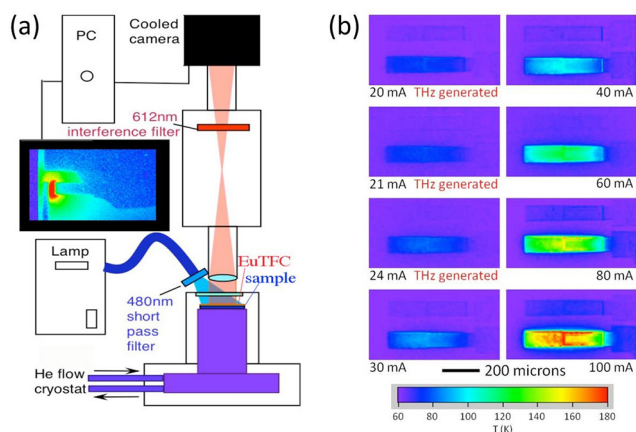 (a)
PC
Cooled
camera
612nm
interference filter
Lamp
EuTFC
sample
480nm
short
pass
filter
He flow
cryostat
(b)
20 mA THz generated
40 mA
21 mA THz generated
60 mA
24 mA THz generated
80 mA
30 mA
200 microns
100 mA
60 80 100 120 140 160 180
T (K)